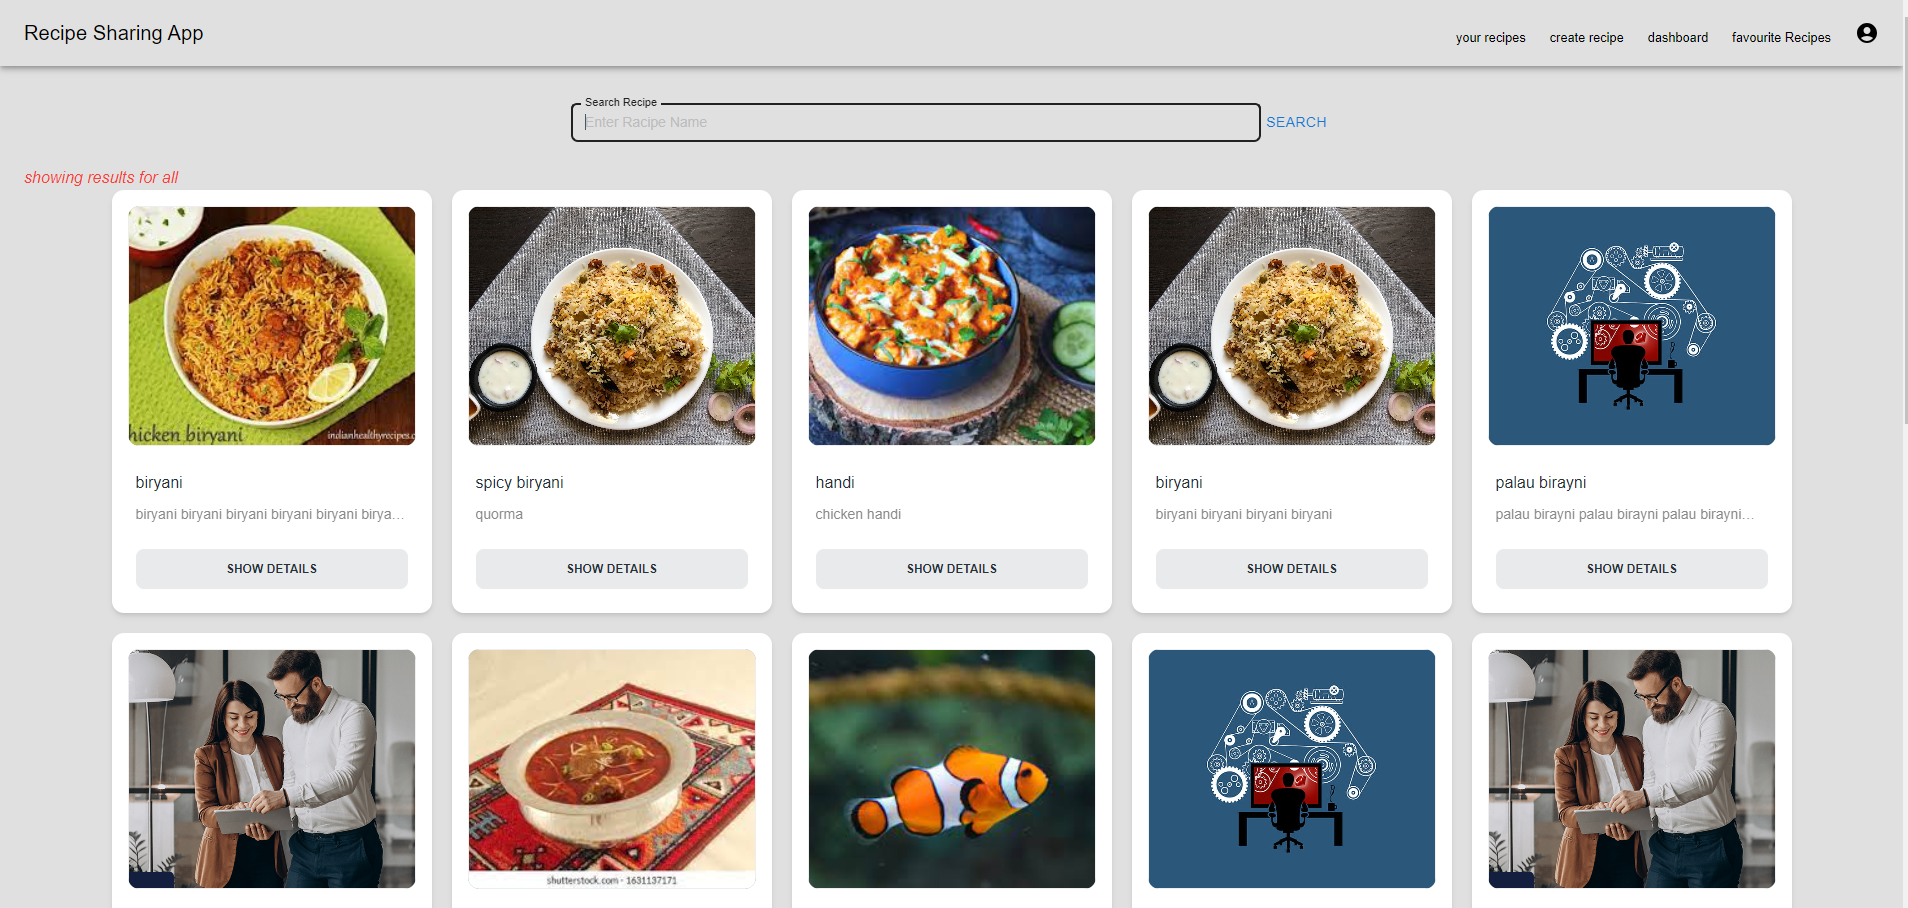 Recipe Sharing App
your recipes create recipe dashboard favourite Recipes
Search Recipe
Enter Racipe Name
SEARCH
showing results for all
hicken biryani
indianhealthyrecipes.c
biryani
biryani biryani biryani biryani biryani birya...
SHOW DETAILS
spicy biryani
quorma
SHOW DETAILS
handi
chicken handi
SHOW DETAILS
biryani
biryani biryani biryani biryani
SHOW DETAILS
palau birayni
palau birayni palau birayni palau birayni...
SHOW DETAILS
shutterstock.com · 1631137171